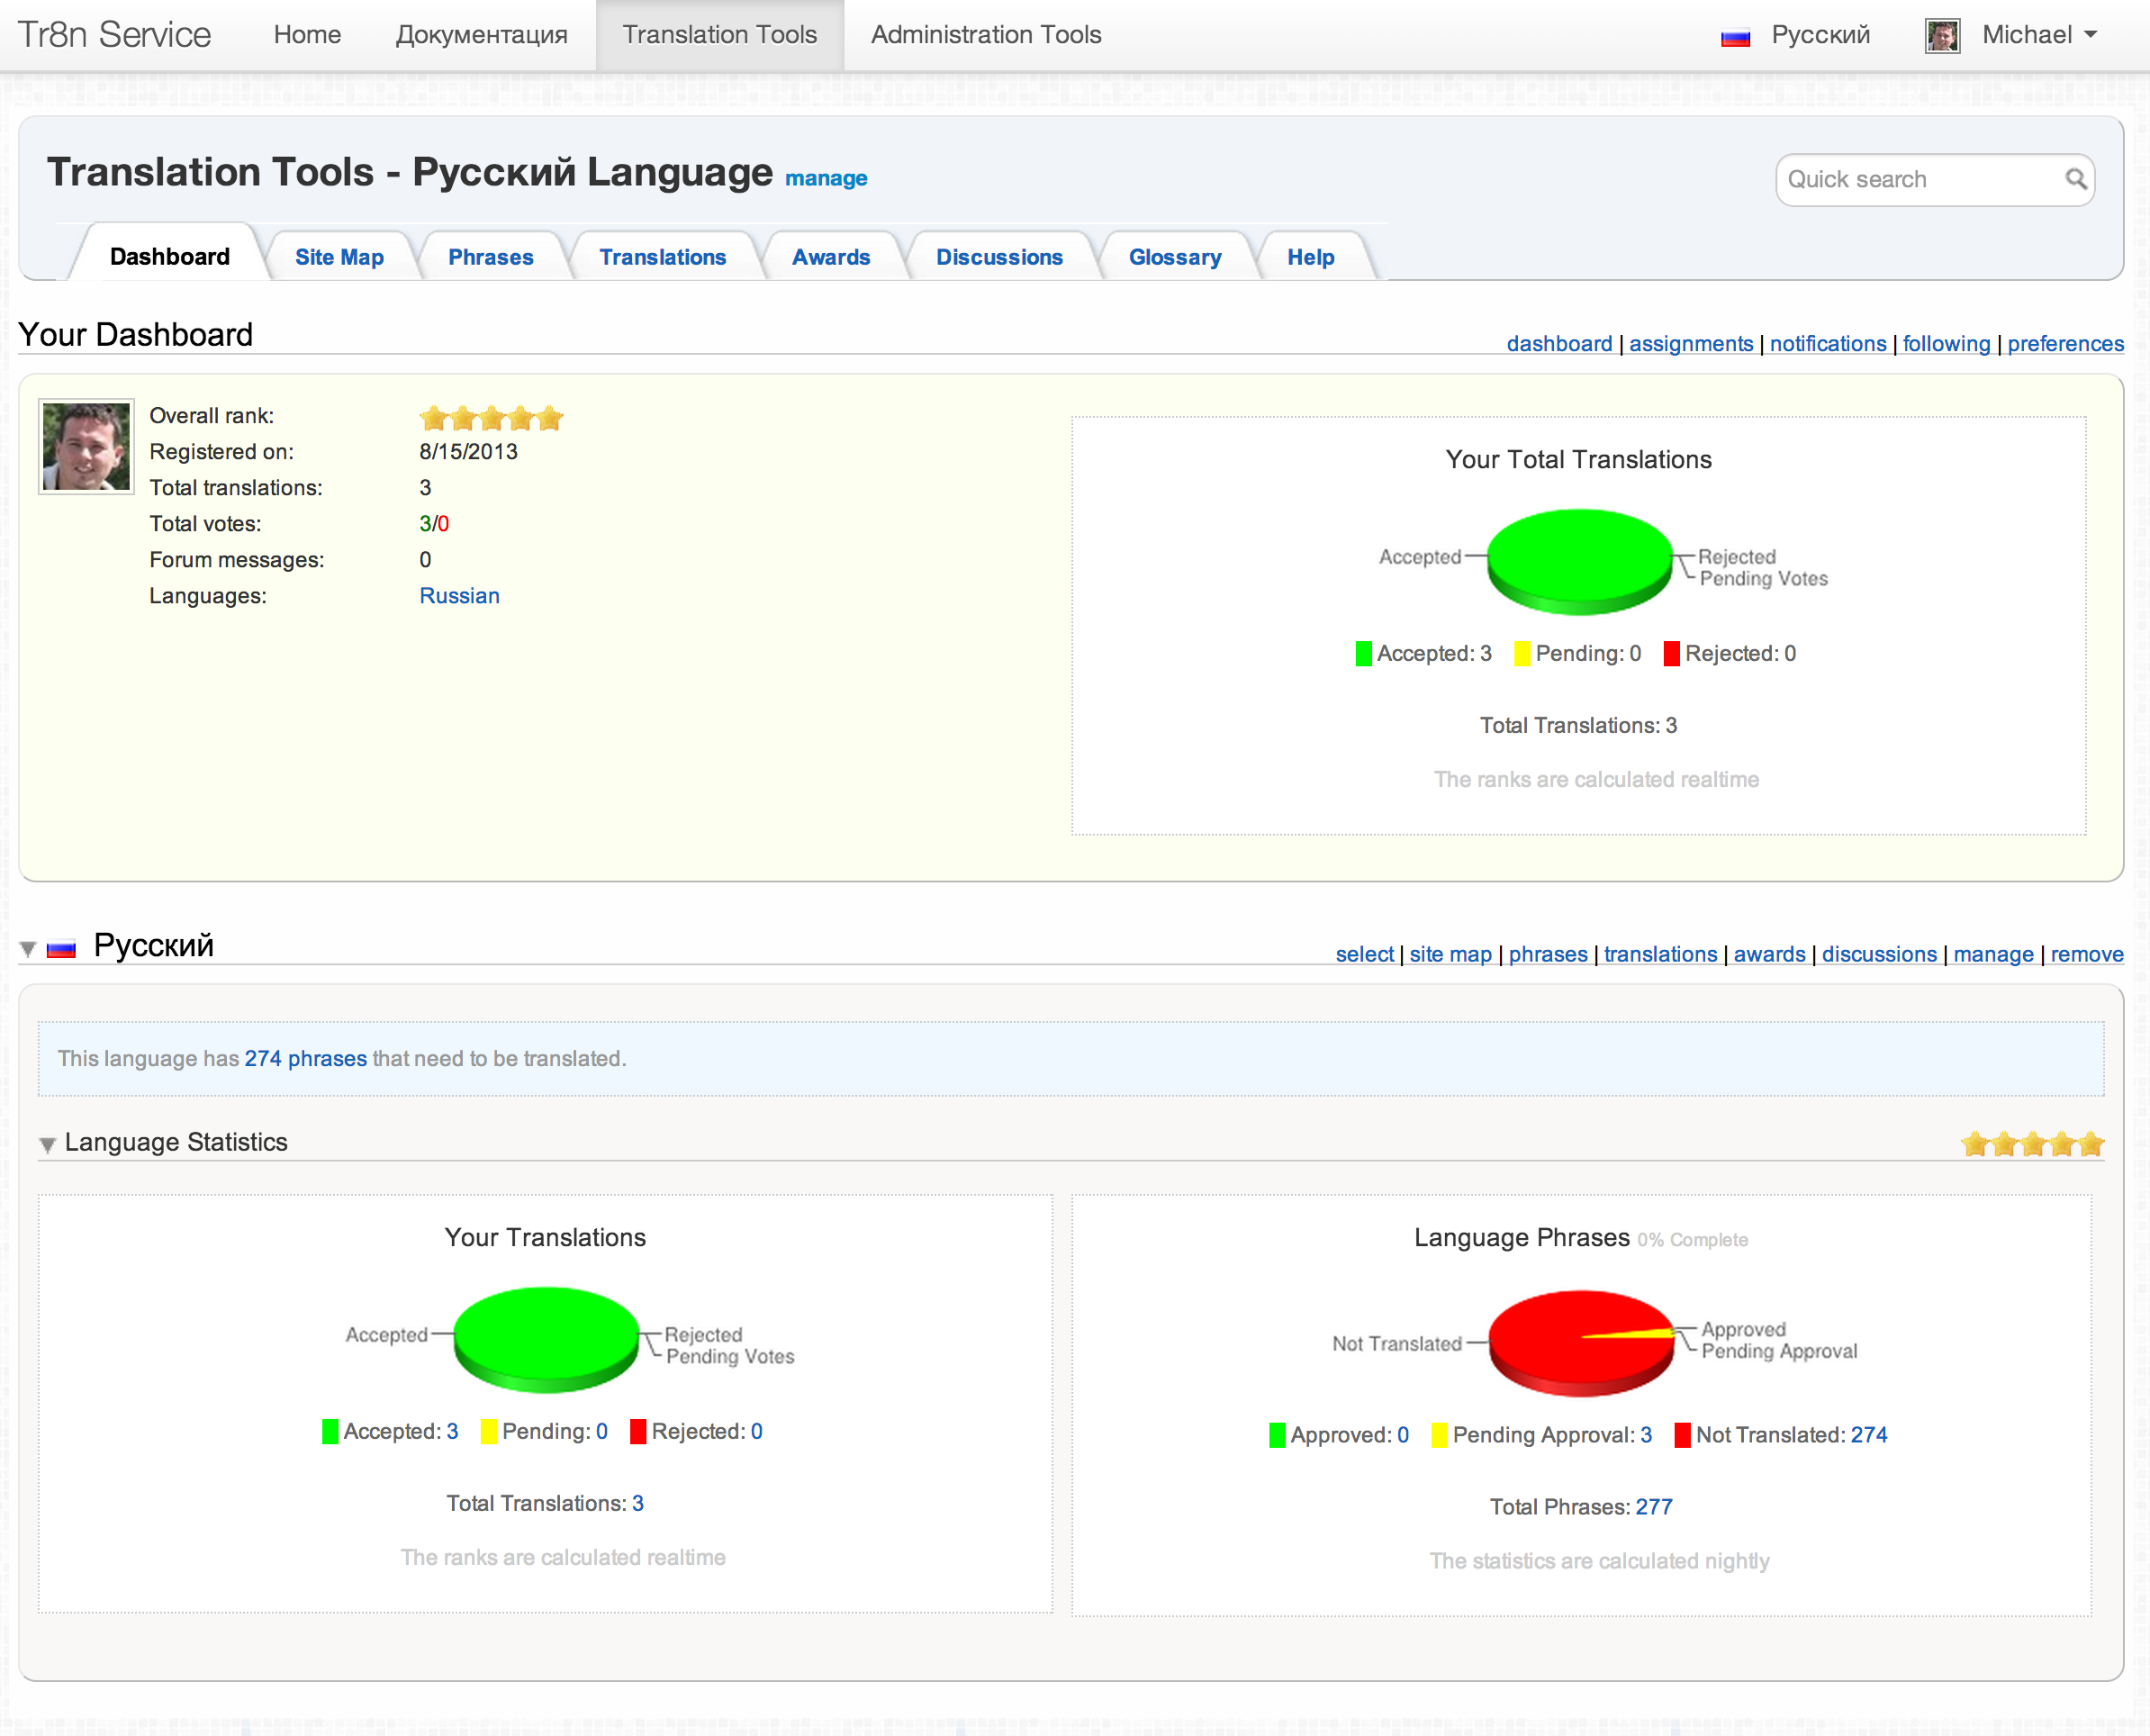 Tr8n Service Home Документация Translation Tools Administration Tools Русский Michael
Translation Tools - Русский Language manage
Quick search
Dashboard Site Map Phrases Translations Awards Discussions Glossary Help
Your Dashboard
dashboard | assignments | notifications | following | preferences
Overall rank:
Registered on: 8/15/2013
Total translations: 3
Total votes: 3/0
Forum messages: 0
Languages: Russian
Your Total Translations
Accepted
Rejected
Pending Votes
Accepted: 3 Pending: 0 Rejected: 0
Total Translations: 3
The ranks are calculated realtime
Русский
select | site map | phrases | translations | awards | discussions | manage | remove
This language has 274 phrases that need to be translated.
Language Statistics
Your Translations
Accepted
Rejected
Pending Votes
Accepted: 3 Pending: 0 Rejected: 0
Total Translations: 3
The ranks are calculated realtime
Language Phrases 0% Complete
Not Translated
Approved
Pending Approval
Approved: 0 Pending Approval: 3 Not Translated: 274
Total Phrases: 277
The statistics are calculated nightly